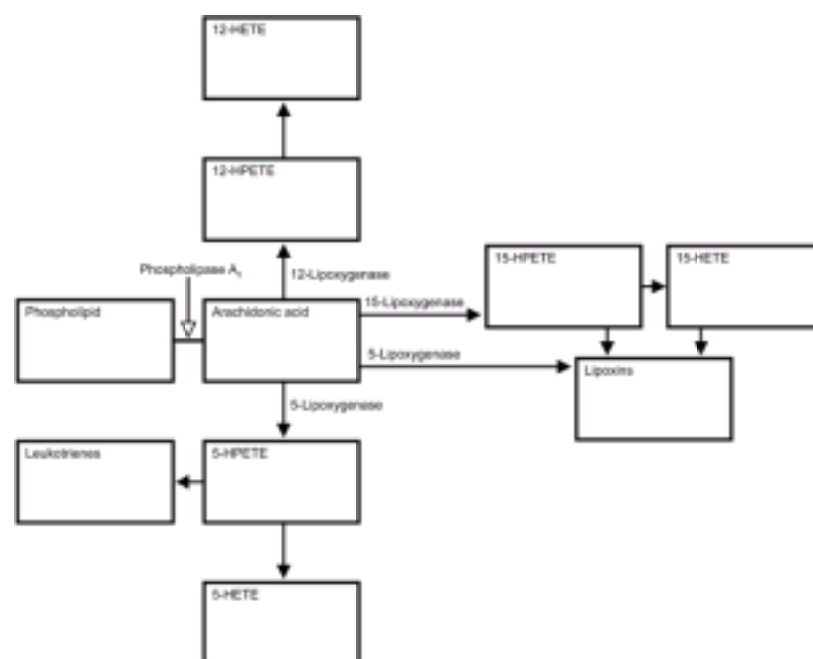 12-HETE
12-HPETE
Phospholipase A₁
12-Lipoxygenase
15-HPETE
15-HETE
15-Lipoxygenase
Phospholipid
Arachidonic acid
5-Lipoxygenase
Lipoxins
5-Lipoxygenase
Leukotrienes
5-HPETE
5-HETE